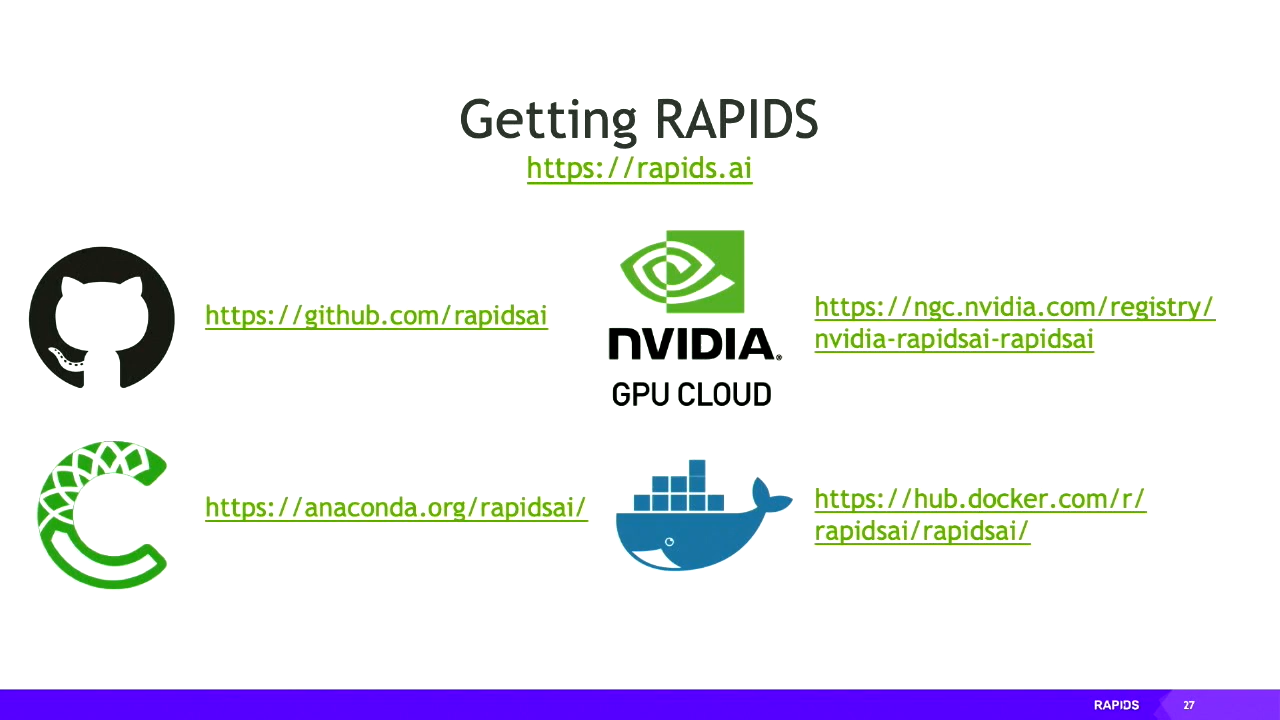 Getting RAPIDS
https://rapids.ai
https://github.com/rapidsai
NVIDIA.
GPU CLOUD
https://ngc.nvidia.com/registry/
nvidia-rapidsai-rapidsai
https://anaconda.org/rapidsai/
https://hub.docker.com/r/
rapidsai/rapidsai/
RAPIDS
27